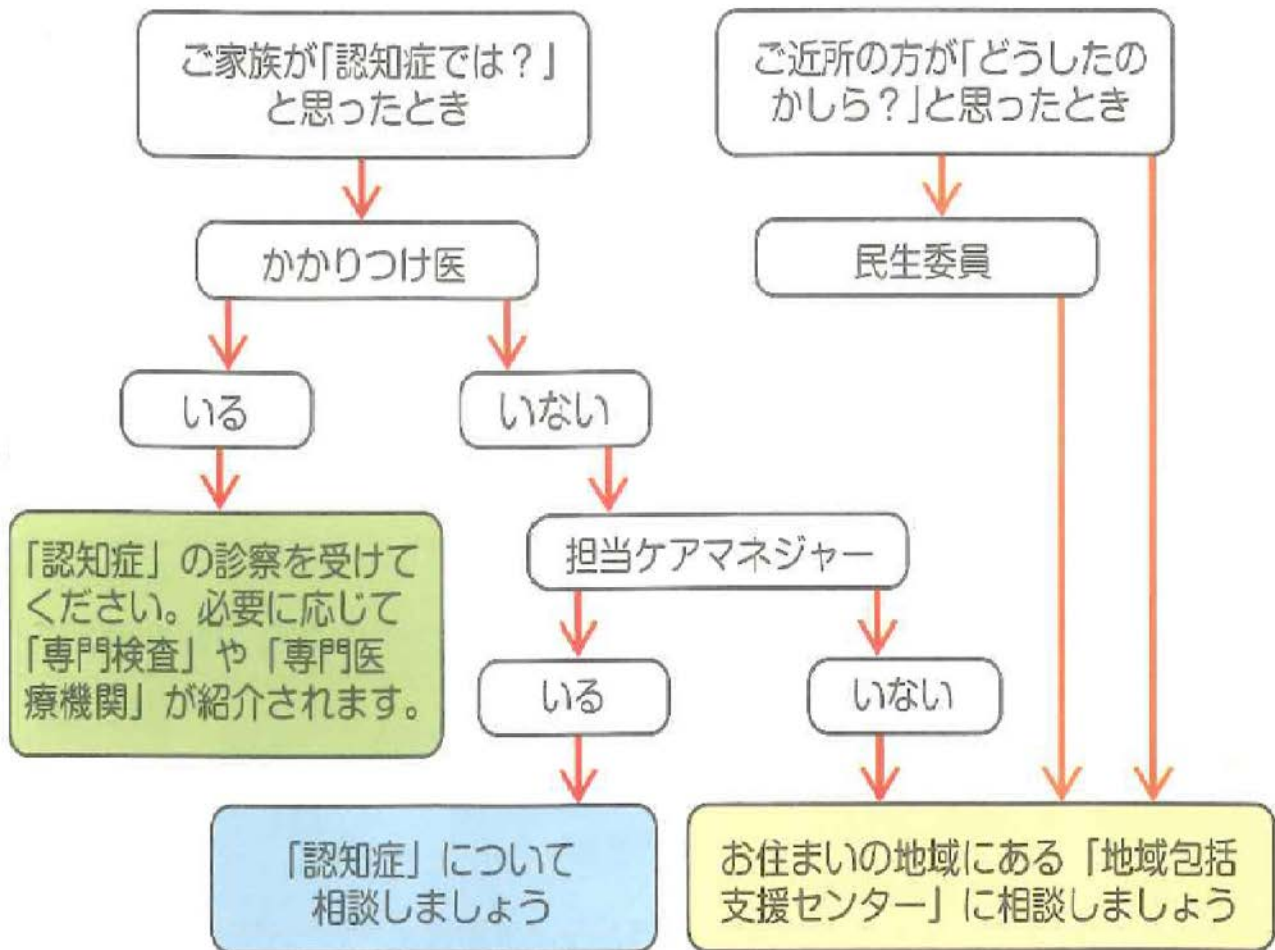 ご家族が「認知症では？」
と思ったとき
ご近所の方が「どうしたの
かしら？」と思ったとき
かかりつけ医
民生委員
いる
いない
「認知症」の診察を受けて
ください。必要に応じて
「専門検査」や「専門医
療機関」が紹介されます。
担当ケアマネジャー
いる
いない
「認知症」について
相談しましょう
お住まいの地域にある「地域包括
支援センター」に相談しましょう